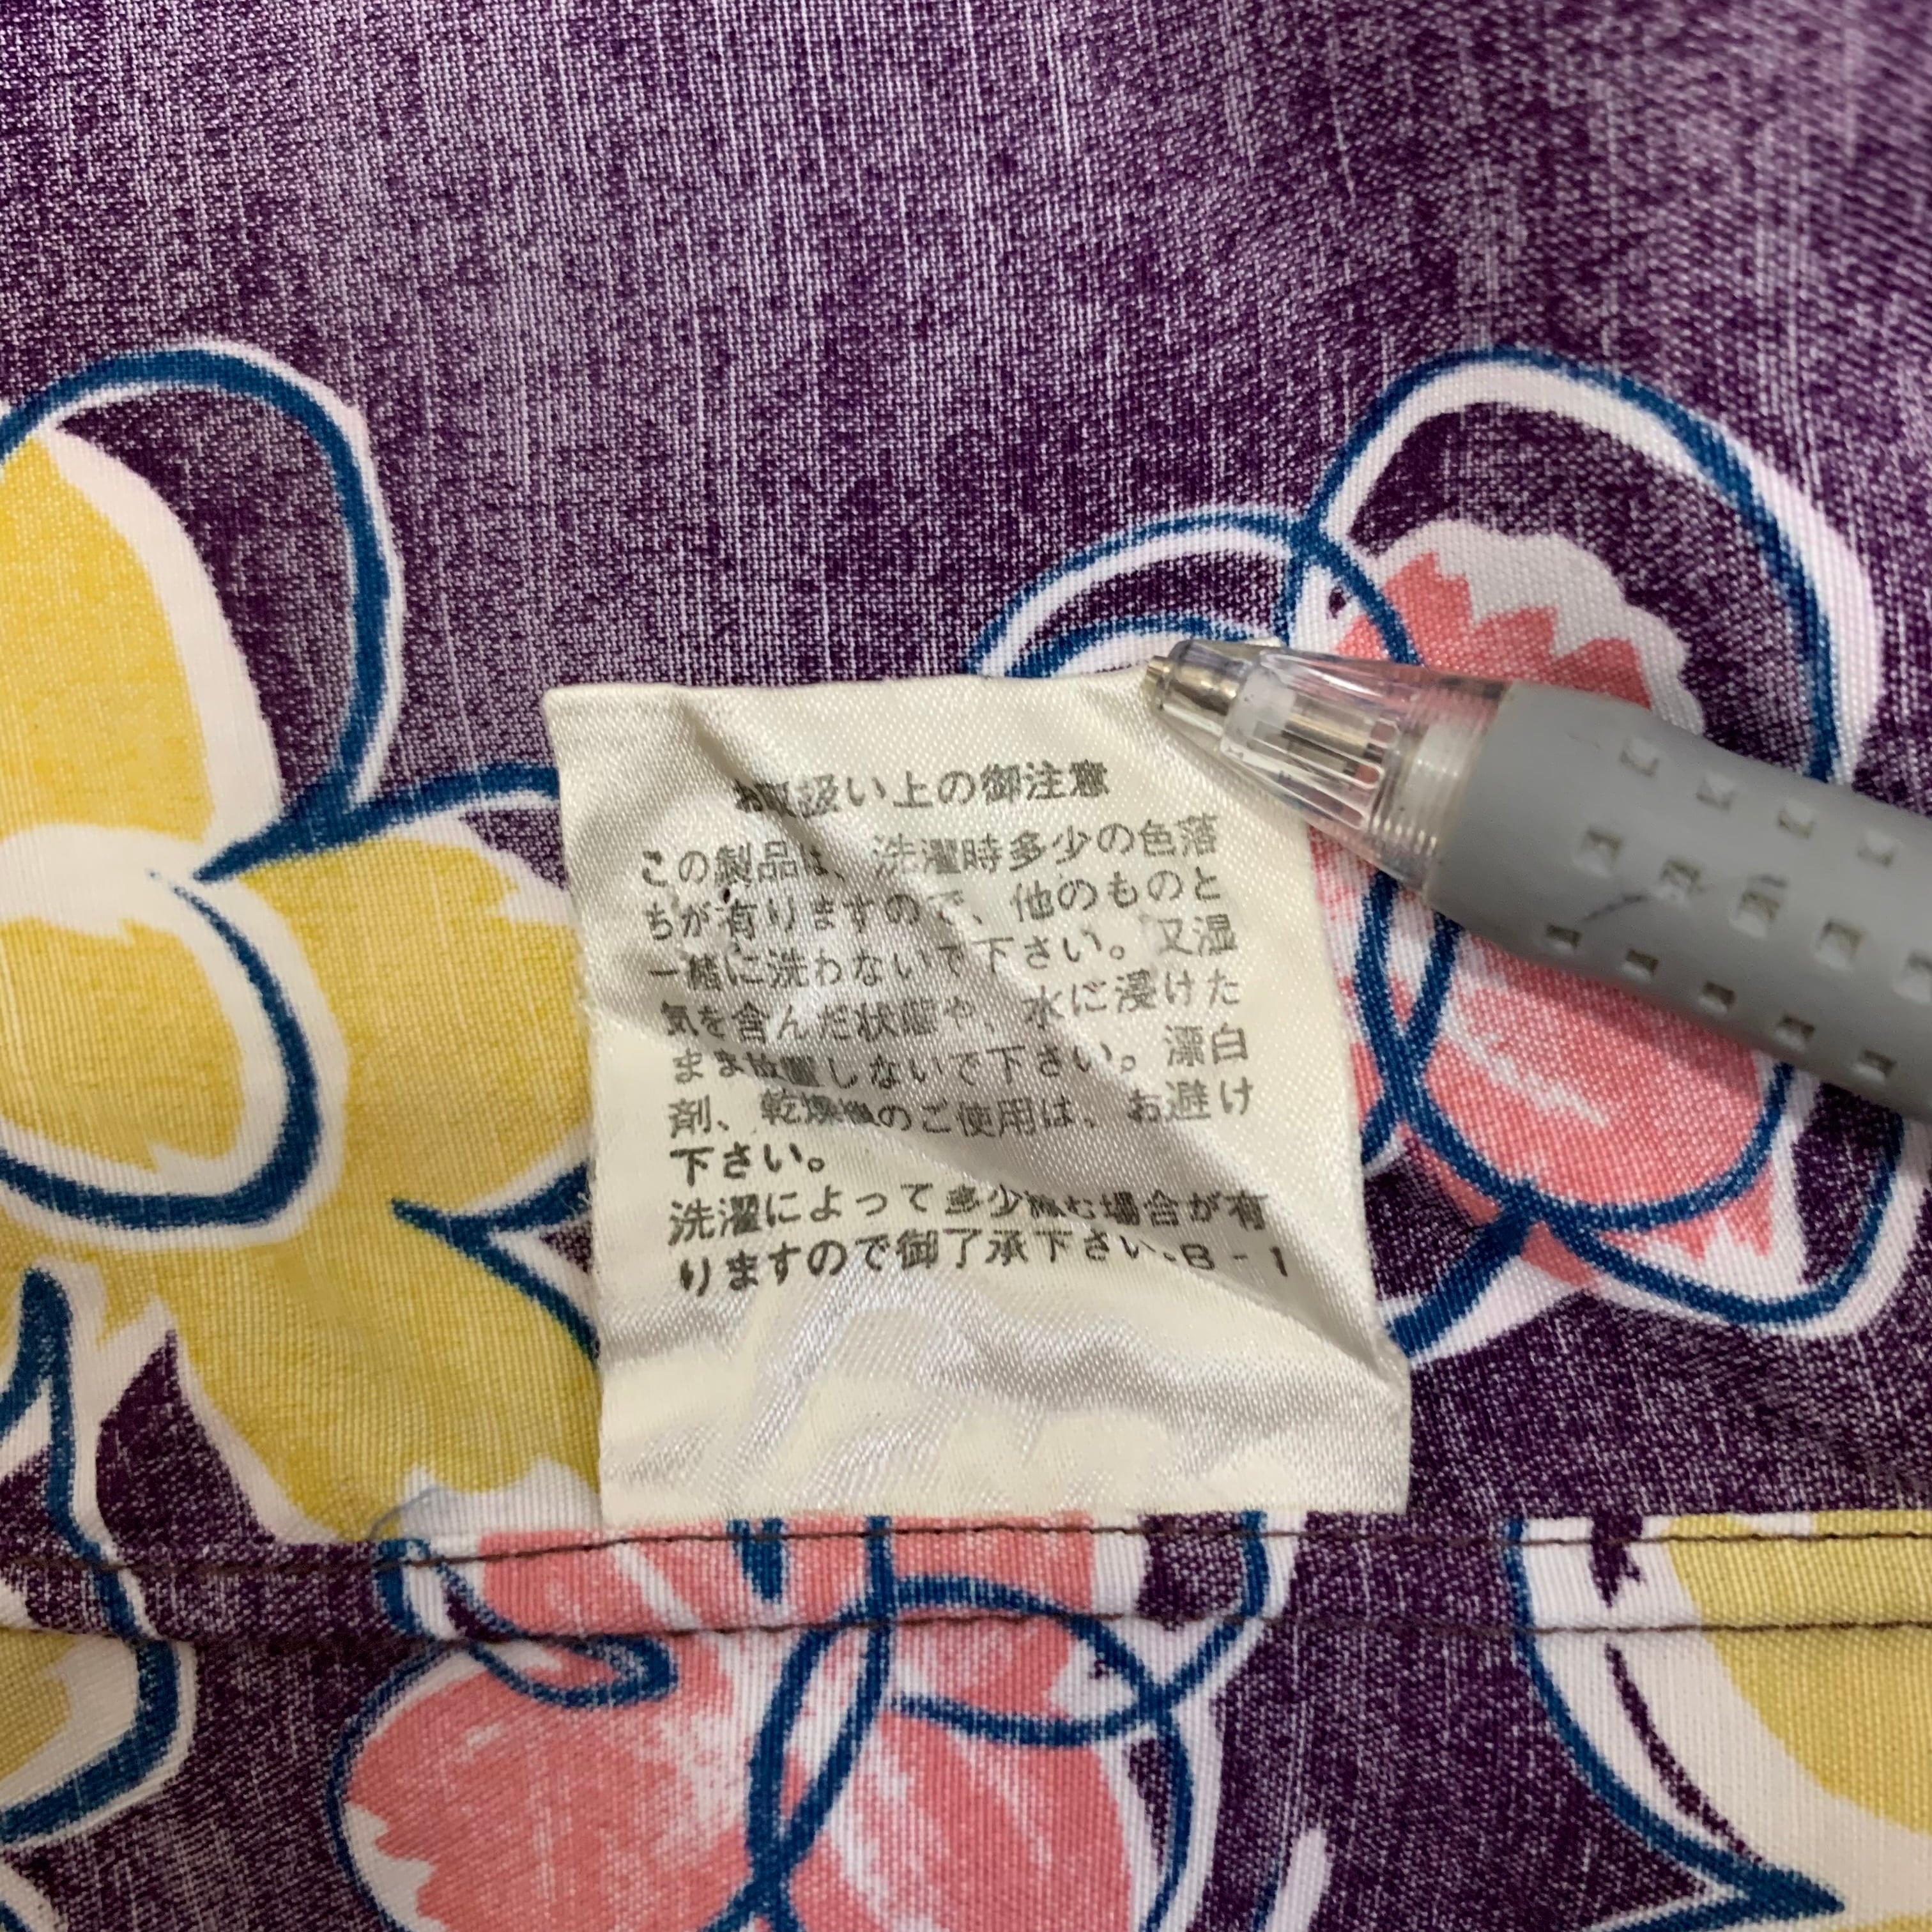 お取扱い上の御注意
この製品は、洗濯時多少の色落
ちが有りますので、他のものと
一緒に洗わないで下さい。又湿
気を含んだ状態や、水に浸けた
まま放置しないで下さい。漂白
剤、乾燥機のご使用は、お避け
下さい。
洗濯によって多少縮む場合が有
りますので御了承下さい。B-1